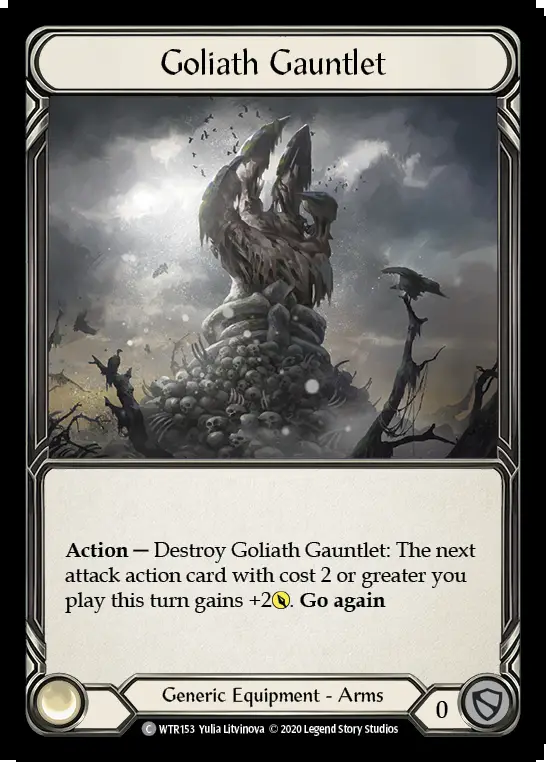 Goliath Gauntlet
Action — Destroy Goliath Gauntlet: The next
attack action card with cost 2 or greater you
play this turn gains +2. Go again
Generic Equipment - Arms
0
C WTR153 Yulia Litvinova © 2020 Legend Story Studios